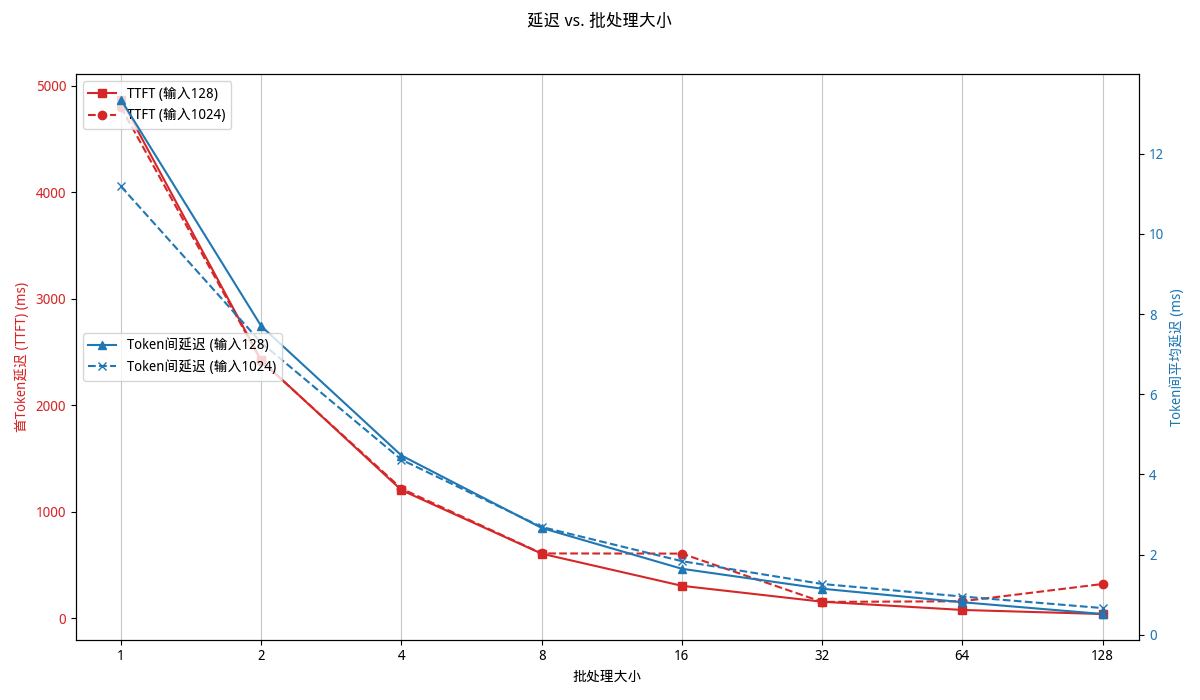 延迟 vs. 批处理大小
TTFT (输入128)
TTFT (输入1024)
Token间延迟 (输入128)
Token间延迟 (输入1024)
首Token延迟 (TTFT) (ms)
5000
4000
3000
2000
1000
0
Token间平均延迟 (ms)
12
10
8
6
4
2
0
1 2 4 8 16 32 64 128
批处理大小